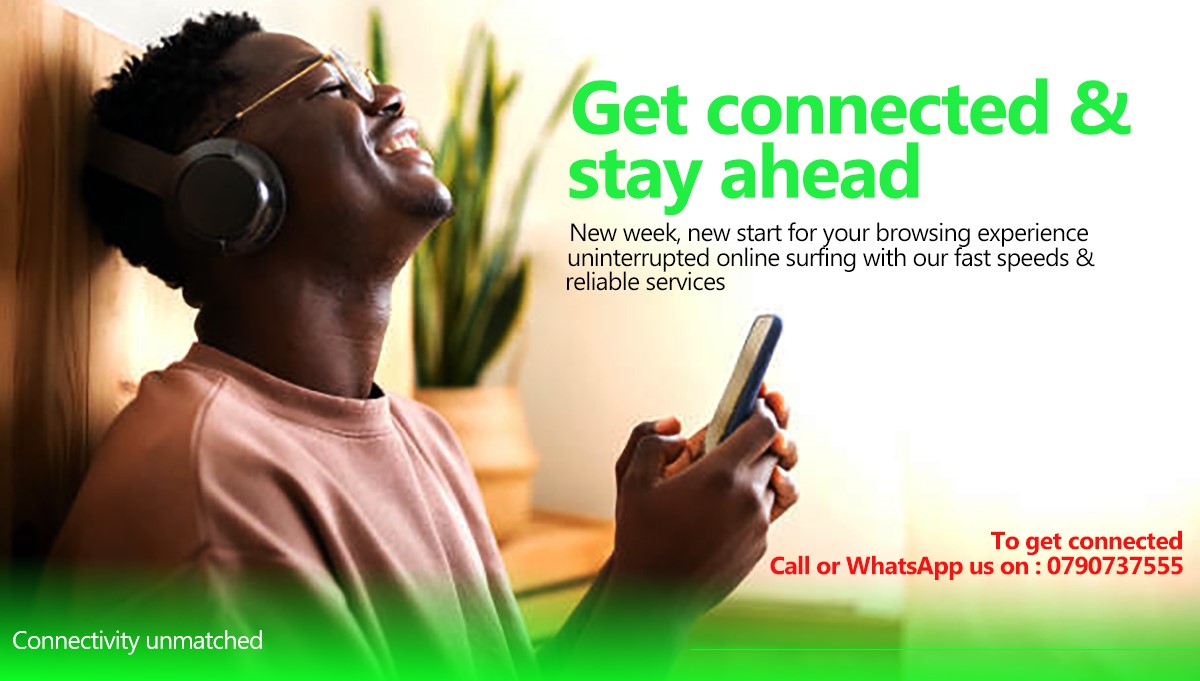 Get connected &
stay ahead
New week, new start for your browsing experience
uninterrupted online surfing with our fast speeds &
reliable services
To get connected
Call or WhatsApp us on : 0790737555
Connectivity unmatched